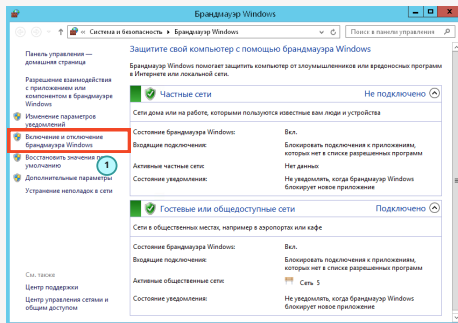 Брандмауэр Windows
« Система и безопасность ▸ Брандмауэр Windows
Поиск в панели управления
Панель управления —
домашняя страница
Разрешение взаимодействия
с приложением или
компонентом в брандмауэре
Windows
Изменение параметров
уведомлений
Включение и отключение
брандмауэра Windows
Восстановить значения по
умолчанию
1
Дополнительные параметры
Устранение неполадок в сети
См. также
Центр поддержки
Центр управления сетями и
общим доступом
Защитите свой компьютер с помощью брандмауэра Windows
Брандмауэр Windows помогает защитить компьютер от злоумышленников или вредоносных программ
в Интернете или локальной сети.
Частные сети
Не подключено
Сети дома или на работе, которыми пользуются известные вам люди и устройства
Состояние брандмауэра Windows:
Вкл.
Входящие подключения:
Блокировать подключения к приложениям,
которых нет в списке разрешенных программ
Активные частные сети:
Нет данных
Состояние уведомления:
Не уведомлять, когда брандмауэр Windows
блокирует новое приложение
Гостевые или общедоступные сети
Подключено
Сети в общественных местах, например в аэропортах или кафе
Состояние брандмауэра Windows:
Вкл.
Входящие подключения:
Блокировать подключения к приложениям,
которых нет в списке разрешенных программ
Активные общественные сети:
Сеть 5
Состояние уведомления:
Не уведомлять, когда брандмауэр Windows
блокирует новое приложение